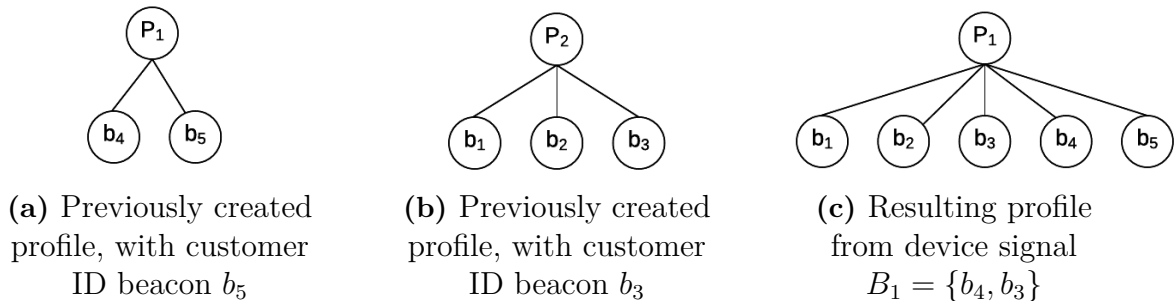 P₁
b₄ b₅
(a) Previously created
profile, with customer
ID beacon b₅
P₂
b₁ b₂ b₃
(b) Previously created
profile, with customer
ID beacon b₃
P₁
b₁ b₂ b₃ b₄ b₅
(c) Resulting profile
from device signal
B₁ = {b₄, b₃}